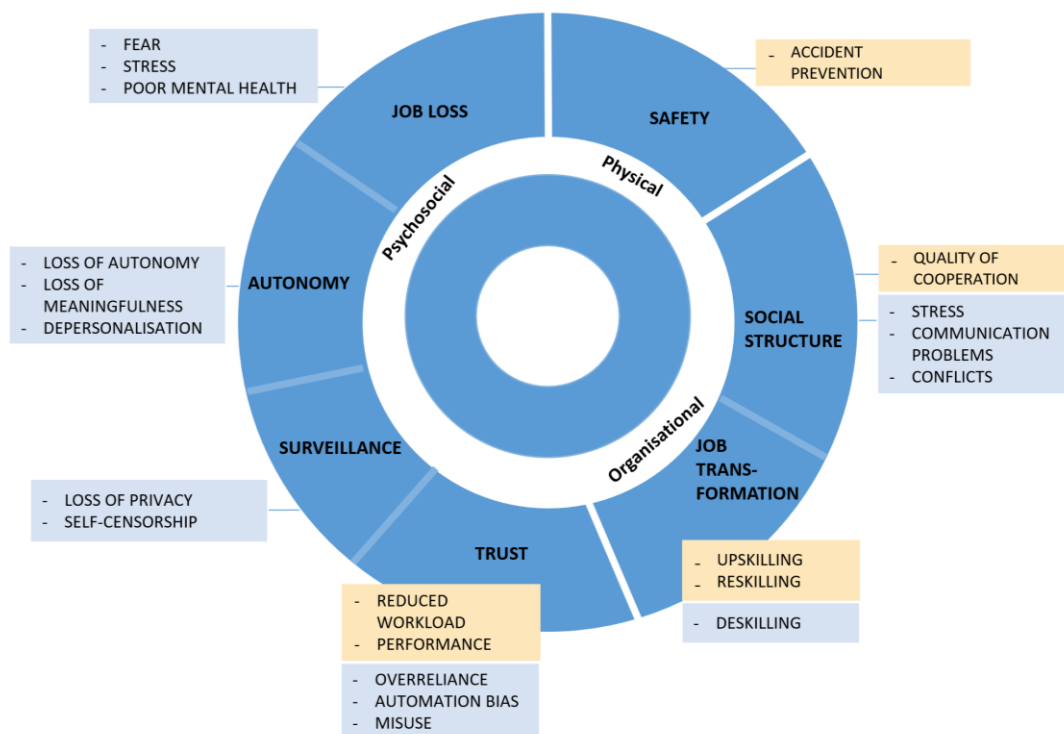 - FEAR
- STRESS
- POOR MENTAL HEALTH
- ACCIDENT
PREVENTION
JOB LOSS
SAFETY
Psychosocial
Physical
- LOSS OF AUTONOMY
- LOSS OF
MEANINGFULNESS
- DEPERSONALISATION
AUTONOMY
- QUALITY OF
COOPERATION
SOCIAL
STRUCTURE
- STRESS
- COMMUNICATION
PROBLEMS
- CONFLICTS
SURVEILLANCE
Organisational
JOB
TRANS-
FORMATION
- LOSS OF PRIVACY
- SELF-CENSORSHIP
TRUST
- UPSKILLING
- RESKILLING
- DESKILLING
- REDUCED
WORKLOAD
- PERFORMANCE
- OVERRELIANCE
- AUTOMATION BIAS
- MISUSE